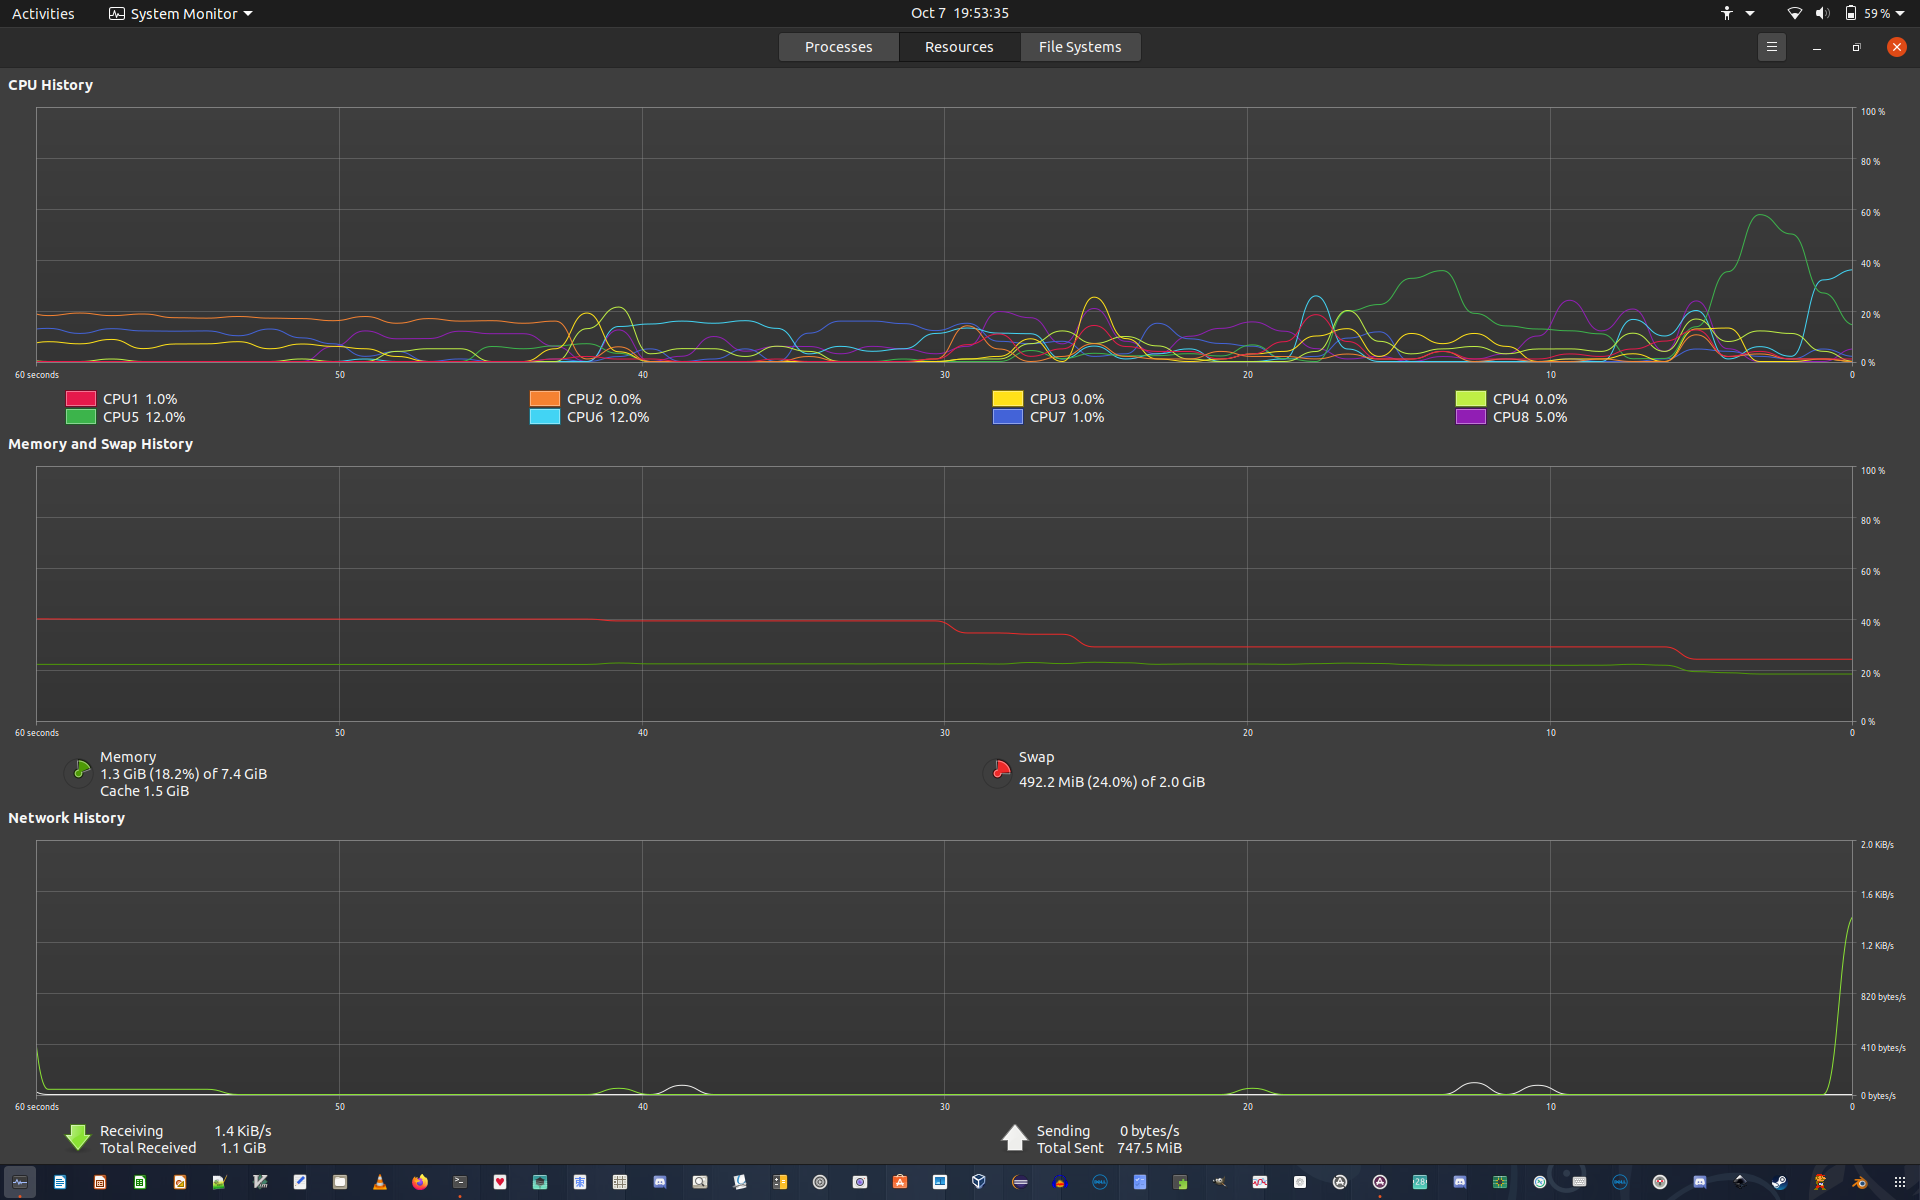 Activities System Monitor Oct 7 19:53:35 59 %
Processes Resources File Systems
CPU History
100 %
80 %
60 %
40 %
20 %
0 %
60 seconds 50 40 30 20 10 0
CPU1 1.0% CPU2 0.0% CPU3 0.0% CPU4 0.0%
CPU5 12.0% CPU6 12.0% CPU7 1.0% CPU8 5.0%
Memory and Swap History
100 %
80 %
60 %
40 %
20 %
0 %
60 seconds 50 40 30 20 10 0
Memory
1.3 GiB (18.2%) of 7.4 GiB
Cache 1.5 GiB
Swap
492.2 MiB (24.0%) of 2.0 GiB
Network History
2.0 KiB/s
1.6 KiB/s
1.2 KiB/s
820 bytes/s
410 bytes/s
0 bytes/s
60 seconds 50 40 30 20 10 0
Receiving 1.4 KiB/s
Total Received 1.1 GiB
Sending 0 bytes/s
Total Sent 747.5 MiB